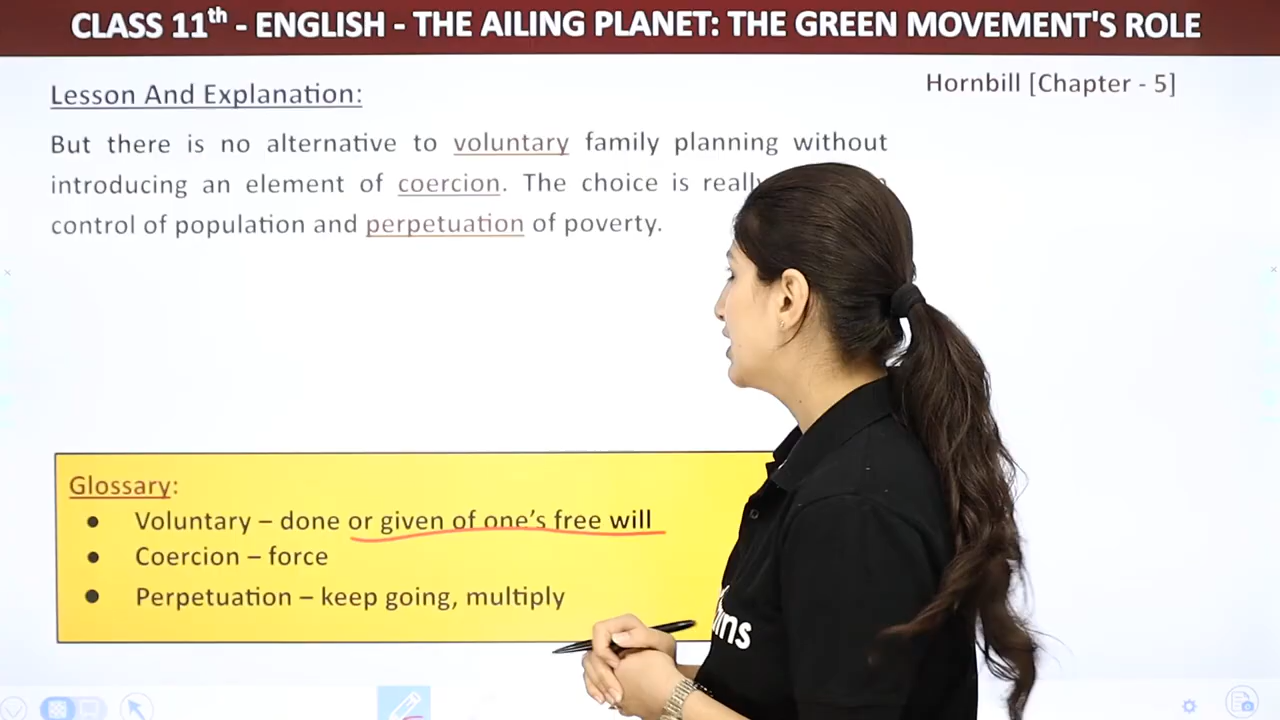 CLASS 11th - ENGLISH - THE AILING PLANET: THE GREEN MOVEMENT'S ROLE
Hornbill [Chapter - 5]
Lesson And Explanation:
But there is no alternative to voluntary family planning without
introducing an element of coercion. The choice is really
control of population and perpetuation of poverty.
Glossary:
● Voluntary – done or given of one's free will
● Coercion – force
● Perpetuation – keep going, multiply